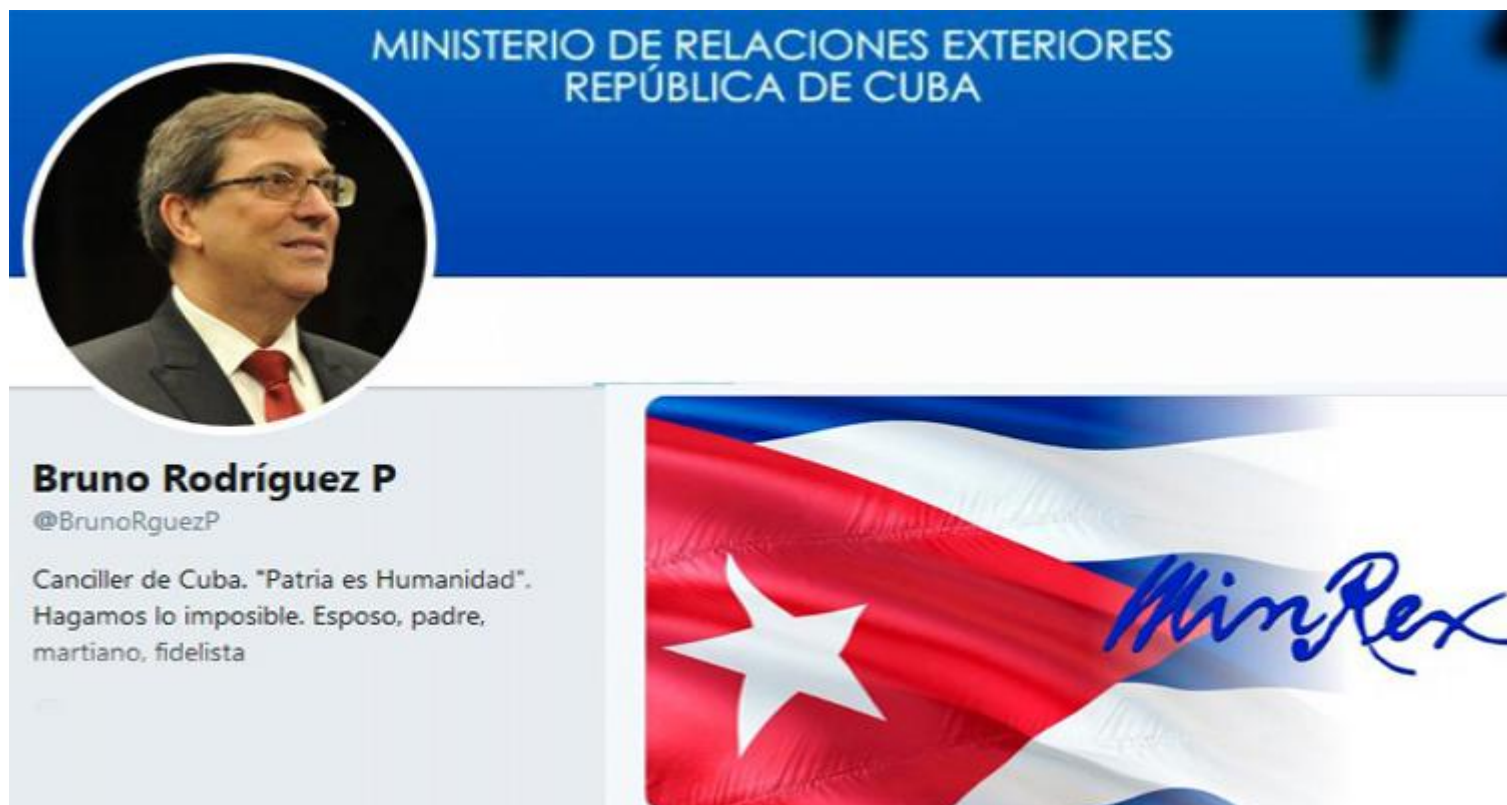 MINISTERIO DE RELACIONES EXTERIORES
REPÚBLICA DE CUBA
Bruno Rodríguez P
@BrunoRguezP
Canciller de Cuba. "Patria es Humanidad".
Hagamos lo imposible. Esposo, padre,
martiano, fidelista
MinRex